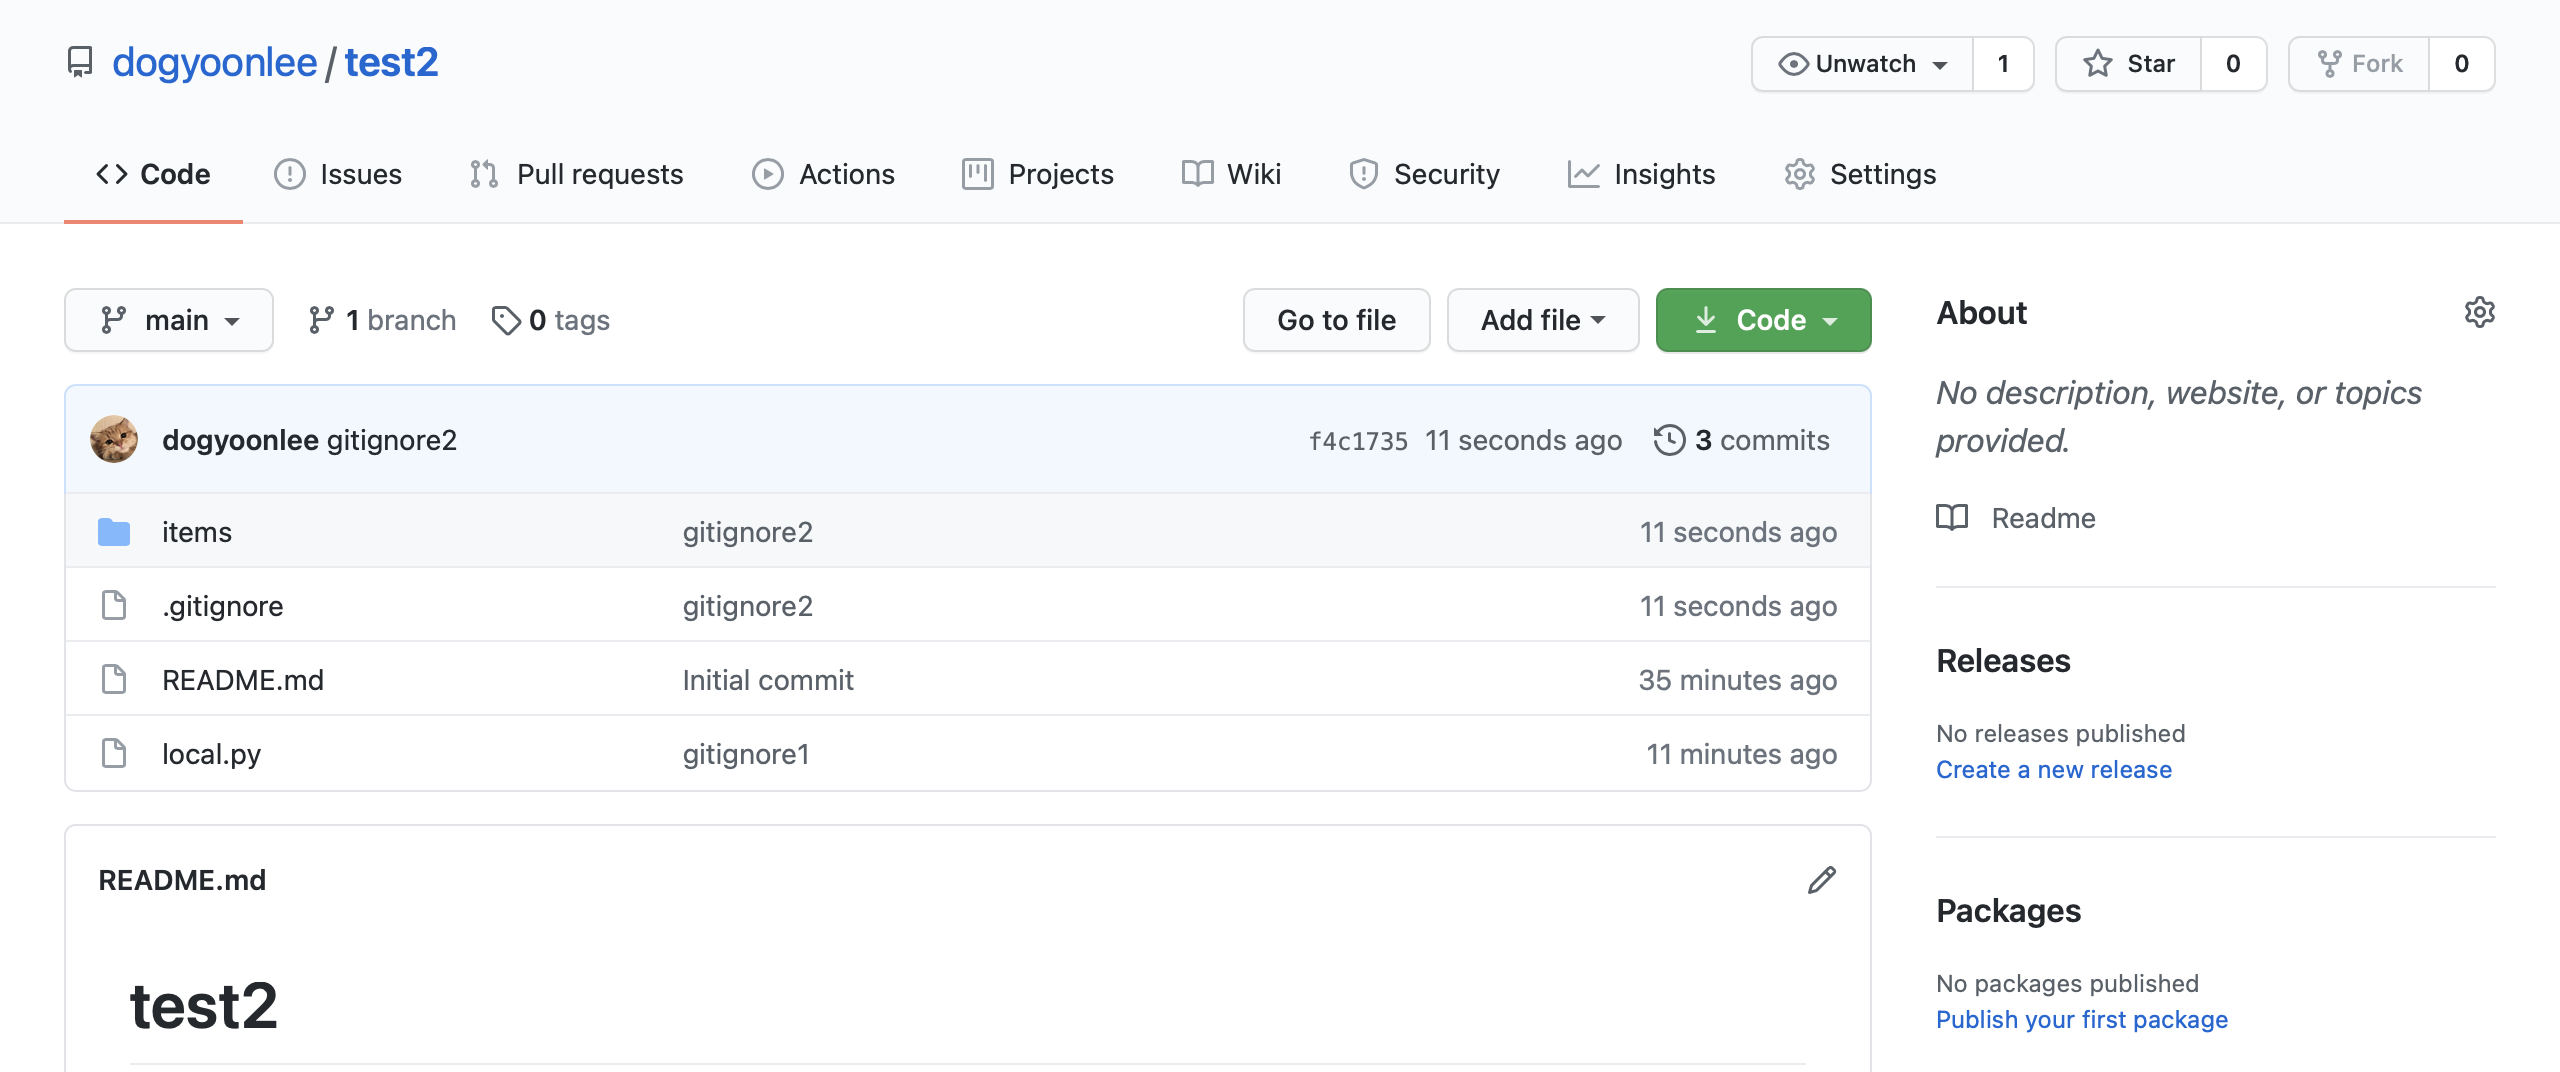 dogyoonlee / test2
Unwatch 1 Star 0 Fork 0
Code Issues Pull requests Actions Projects Wiki Security Insights Settings
main 1 branch 0 tags Go to file Add file Code
dogyoonlee gitignore2 f4c1735 11 seconds ago 3 commits
items gitignore2 11 seconds ago
.gitignore gitignore2 11 seconds ago
README.md Initial commit 35 minutes ago
local.py gitignore1 11 minutes ago
README.md
test2
About
No description, website, or topics
provided.
Readme
Releases
No releases published
Create a new release
Packages
No packages published
Publish your first package